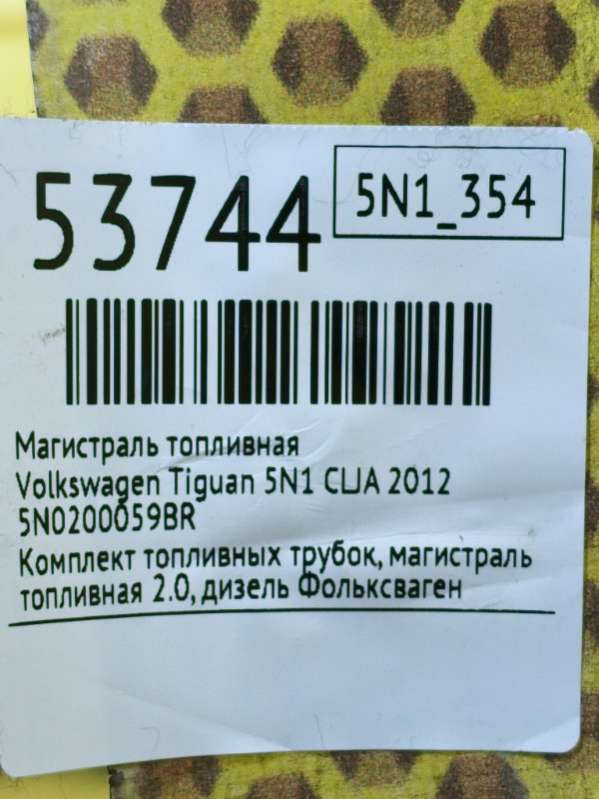 53744
5N1_354
Магистраль топливная
Volkswagen Tiguan 5N1 CLJA 2012
5N0200059BR
Комплект топливных трубок, магистраль
топливная 2.0, дизель Фольксваген